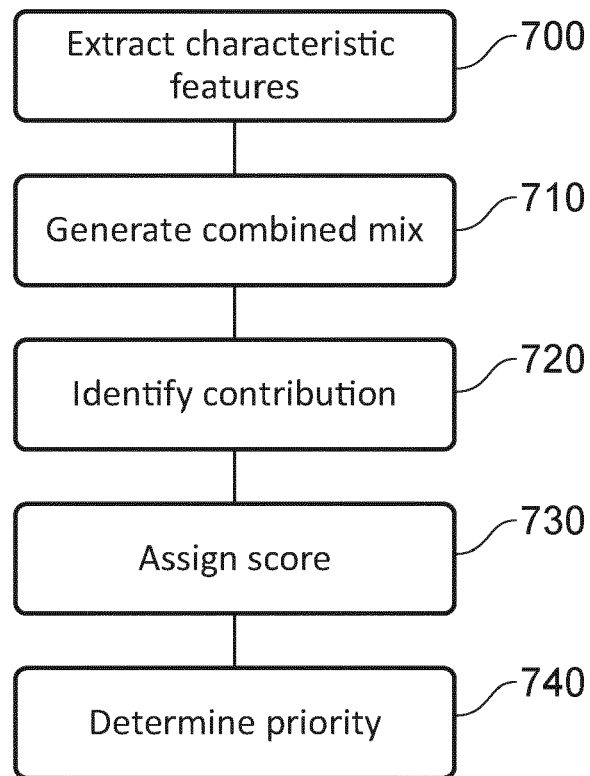 Extract characteristic
features
700
Generate combined mix
710
Identify contribution
720
Assign score
730
Determine priority
740